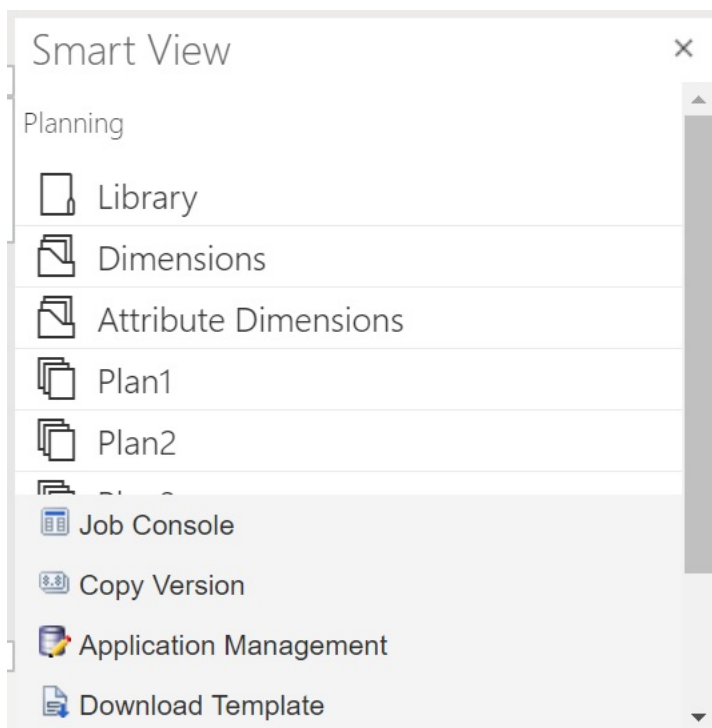 Smart View
Planning
Library
Dimensions
Attribute Dimensions
Plan1
Plan2
Job Console
Copy Version
Application Management
Download Template